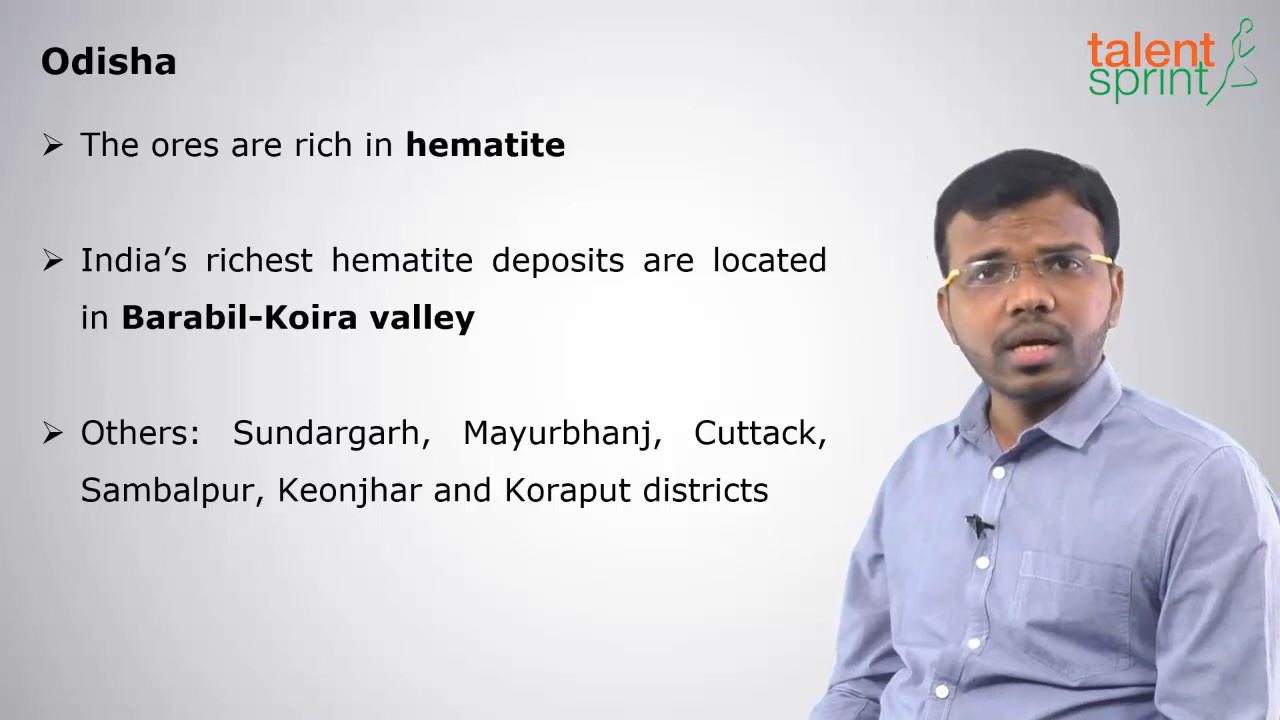 Odisha
talent
sprint
➢ The ores are rich in hematite
➢ India’s richest hematite deposits are located
in Barabil-Koira valley
➢ Others: Sundargarh, Mayurbhanj, Cuttack,
Sambalpur, Keonjhar and Koraput districts